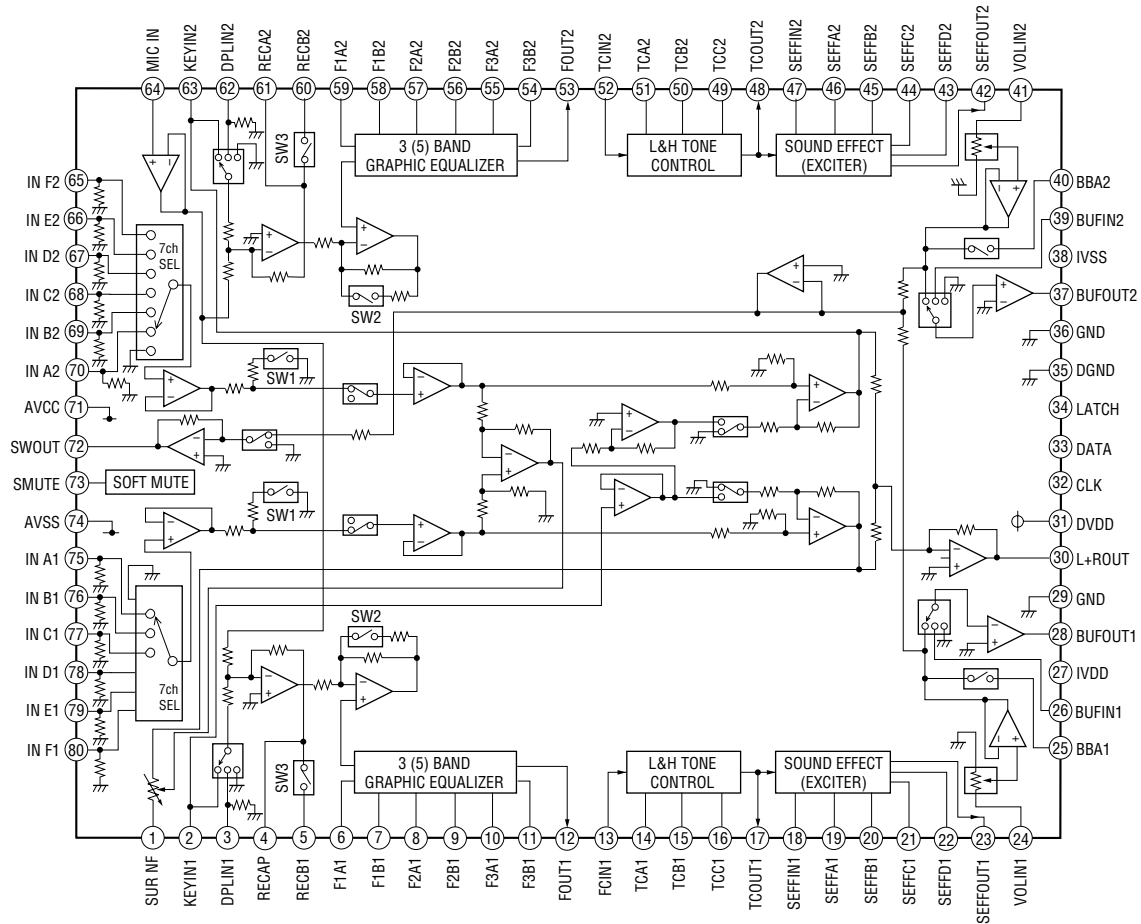 MIC IN
KEYIN2
DPLIN2
RECA2
RECB2
F1A2
F1B2
F2A2
F2B2
F3A2
F3B2
FOUT2
TCIN2
TCA2
TCB2
TCC2
TCOUT2
SEFFIN2
SEFFA2
SEFFB2
SEFFC2
SEFFD2
SEFFOUT2
VOLIN2
64
63
62
61
60
59
58
57
56
55
54
53
52
51
50
49
48
47
46
45
44
43
42
41
SW3
3 (5) BAND
GRAPHIC EQUALIZER
L&H TONE
CONTROL
SOUND EFFECT
(EXCITER)
IN F2 65
IN E2 66
IN D2 67
IN C2 68
IN B2 69
IN A2 70
AVCC 71
SWOUT 72
SMUTE 73
AVSS 74
IN A1 75
IN B1 76
IN C1 77
IN D1 78
IN E1 79
IN F1 80
7ch
SEL
SW2
SW1
SOFT MUTE
SW1
7ch
SEL
SW2
40 BBA2
39 BUFIN2
38 IVSS
37 BUFOUT2
36 GND
35 DGND
34 LATCH
33 DATA
32 CLK
31 DVDD
30 L+ROUT
29 GND
28 BUFOUT1
27 IVDD
26 BUFIN1
25 BBA1
SW3
3 (5) BAND
GRAPHIC EQUALIZER
L&H TONE
CONTROL
SOUND EFFECT
(EXCITER)
1
2
3
4
5
6
7
8
9
10
11
12
13
14
15
16
17
18
19
20
21
22
23
24
SUR NF
KEYIN1
DPLIN1
RECAP
RECB1
F1A1
F1B1
F2A1
F2B1
F3A1
F3B1
FOUT1
FCIN1
TCA1
TCB1
TCC1
TCOUT1
SEFFIN1
SEFFA1
SEFFB1
SEFFC1
SEFFD1
SEFFOUT1
VOLIN1